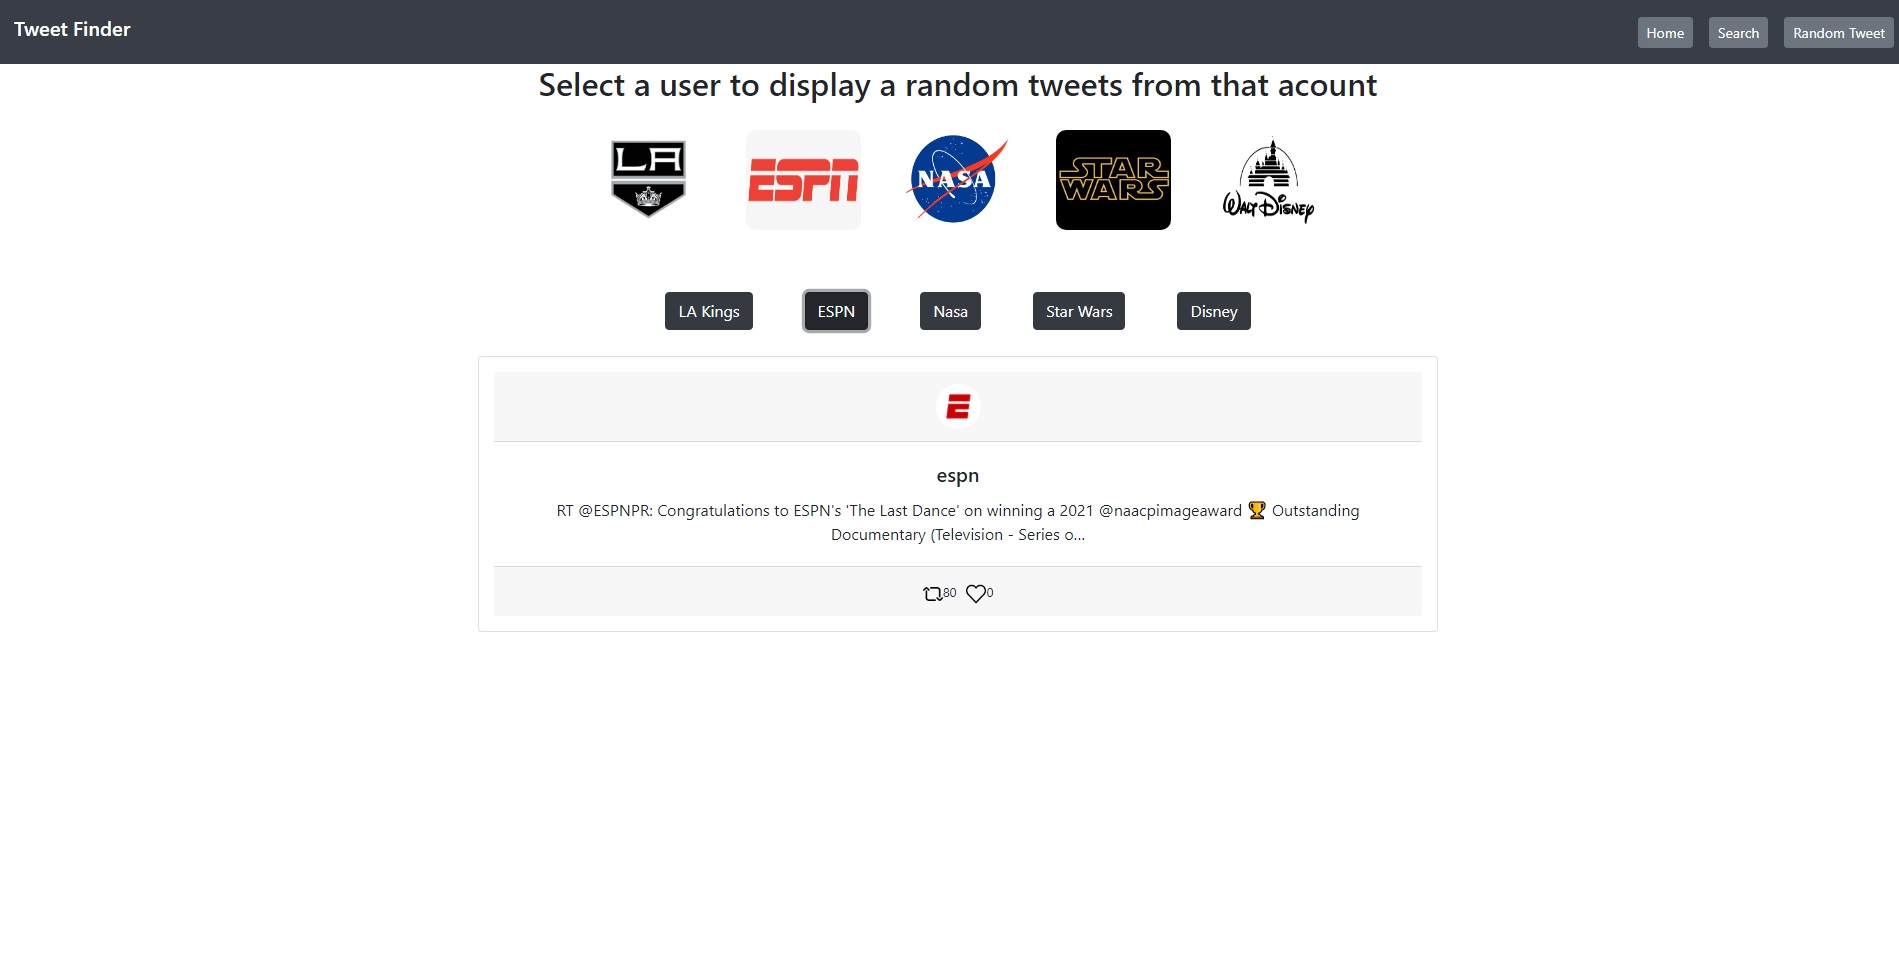 Tweet Finder
Home
Search
Random Tweet
Select a user to display a random tweets from that acount
LA
ESPN
NASA
STAR
WARS
WALT DISNEY
LA Kings
ESPN
Nasa
Star Wars
Disney
E
espn
RT @ESPNPR: Congratulations to ESPN's 'The Last Dance' on winning a 2021 @naacpimageaward 🏆 Outstanding
Documentary (Television - Series o…
80
0